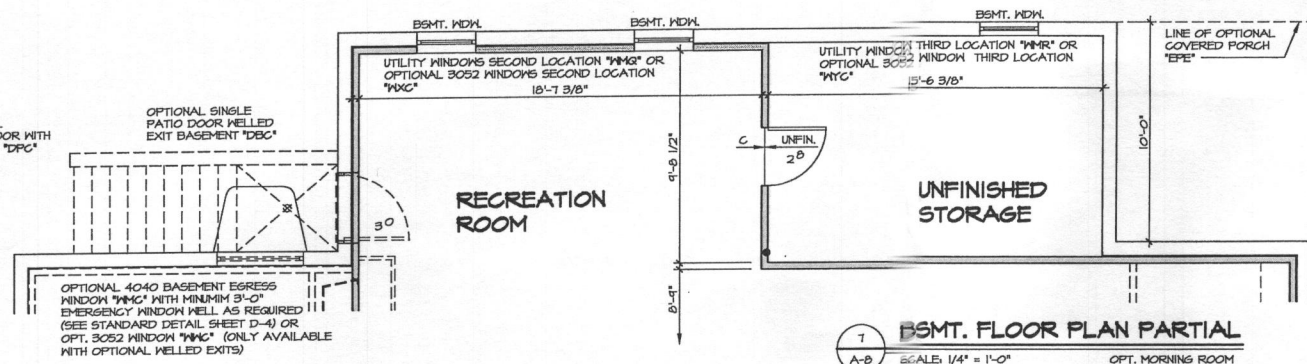 BSMT. WDW.
BSMT. WDW.
BSMT. WDW.
LINE OF OPTIONAL
COVERED PORCH
"EPE"
UTILITY WINDOWS SECOND LOCATION "WMQ" OR
OPTIONAL 3052 WINDOWS SECOND LOCATION
"WXC"
18'-7 3/8"
UTILITY WINDOW THIRD LOCATION "WMR" OR
OPTIONAL 3052 WINDOW THIRD LOCATION
"WYC"
15'-6 3/8"
OPTIONAL SINGLE
PATIO DOOR WELLED
EXIT BASEMENT "DBC"
OOR WITH
"DPC"
9'-8 1/2"
C
UNFIN.
28
10'-0"
RECREATION
ROOM
UNFINISHED
STORAGE
30
OPTIONAL 4040 BASEMENT EGRESS
WINDOW "WMC" WITH MINUMIM 3'-0"
EMERGENCY WINDOW WELL AS REQUIRED
(SEE STANDARD DETAIL SHEET D-4) OR
OPT. 3052 WINDOW "WWC" (ONLY AVAILABLE
WITH OPTIONAL WELLED EXITS)
8'-9"
7
A-8
BSMT. FLOOR PLAN PARTIAL
SCALE: 1/4" = 1'-0"
OPT. MORNING ROOM